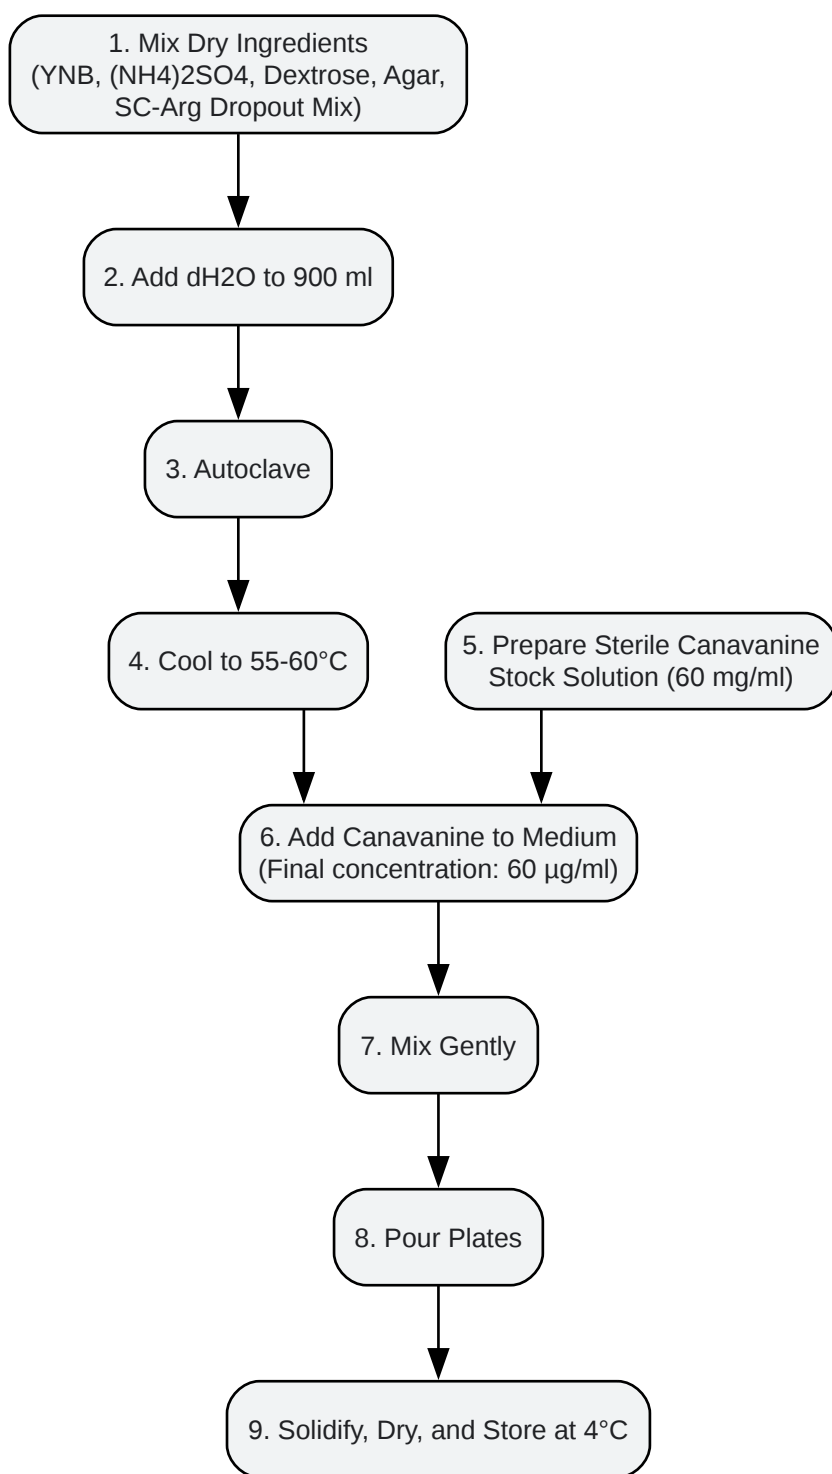 1. Mix Dry Ingredients
(YNB, (NH4)2SO4, Dextrose, Agar,
SC-Arg Dropout Mix)
2. Add dH2O to 900 ml
3. Autoclave
4. Cool to 55-60°C
5. Prepare Sterile Canavanine
Stock Solution (60 mg/ml)
6. Add Canavanine to Medium
(Final concentration: 60 µg/ml)
7. Mix Gently
8. Pour Plates
9. Solidify, Dry, and Store at 4°C